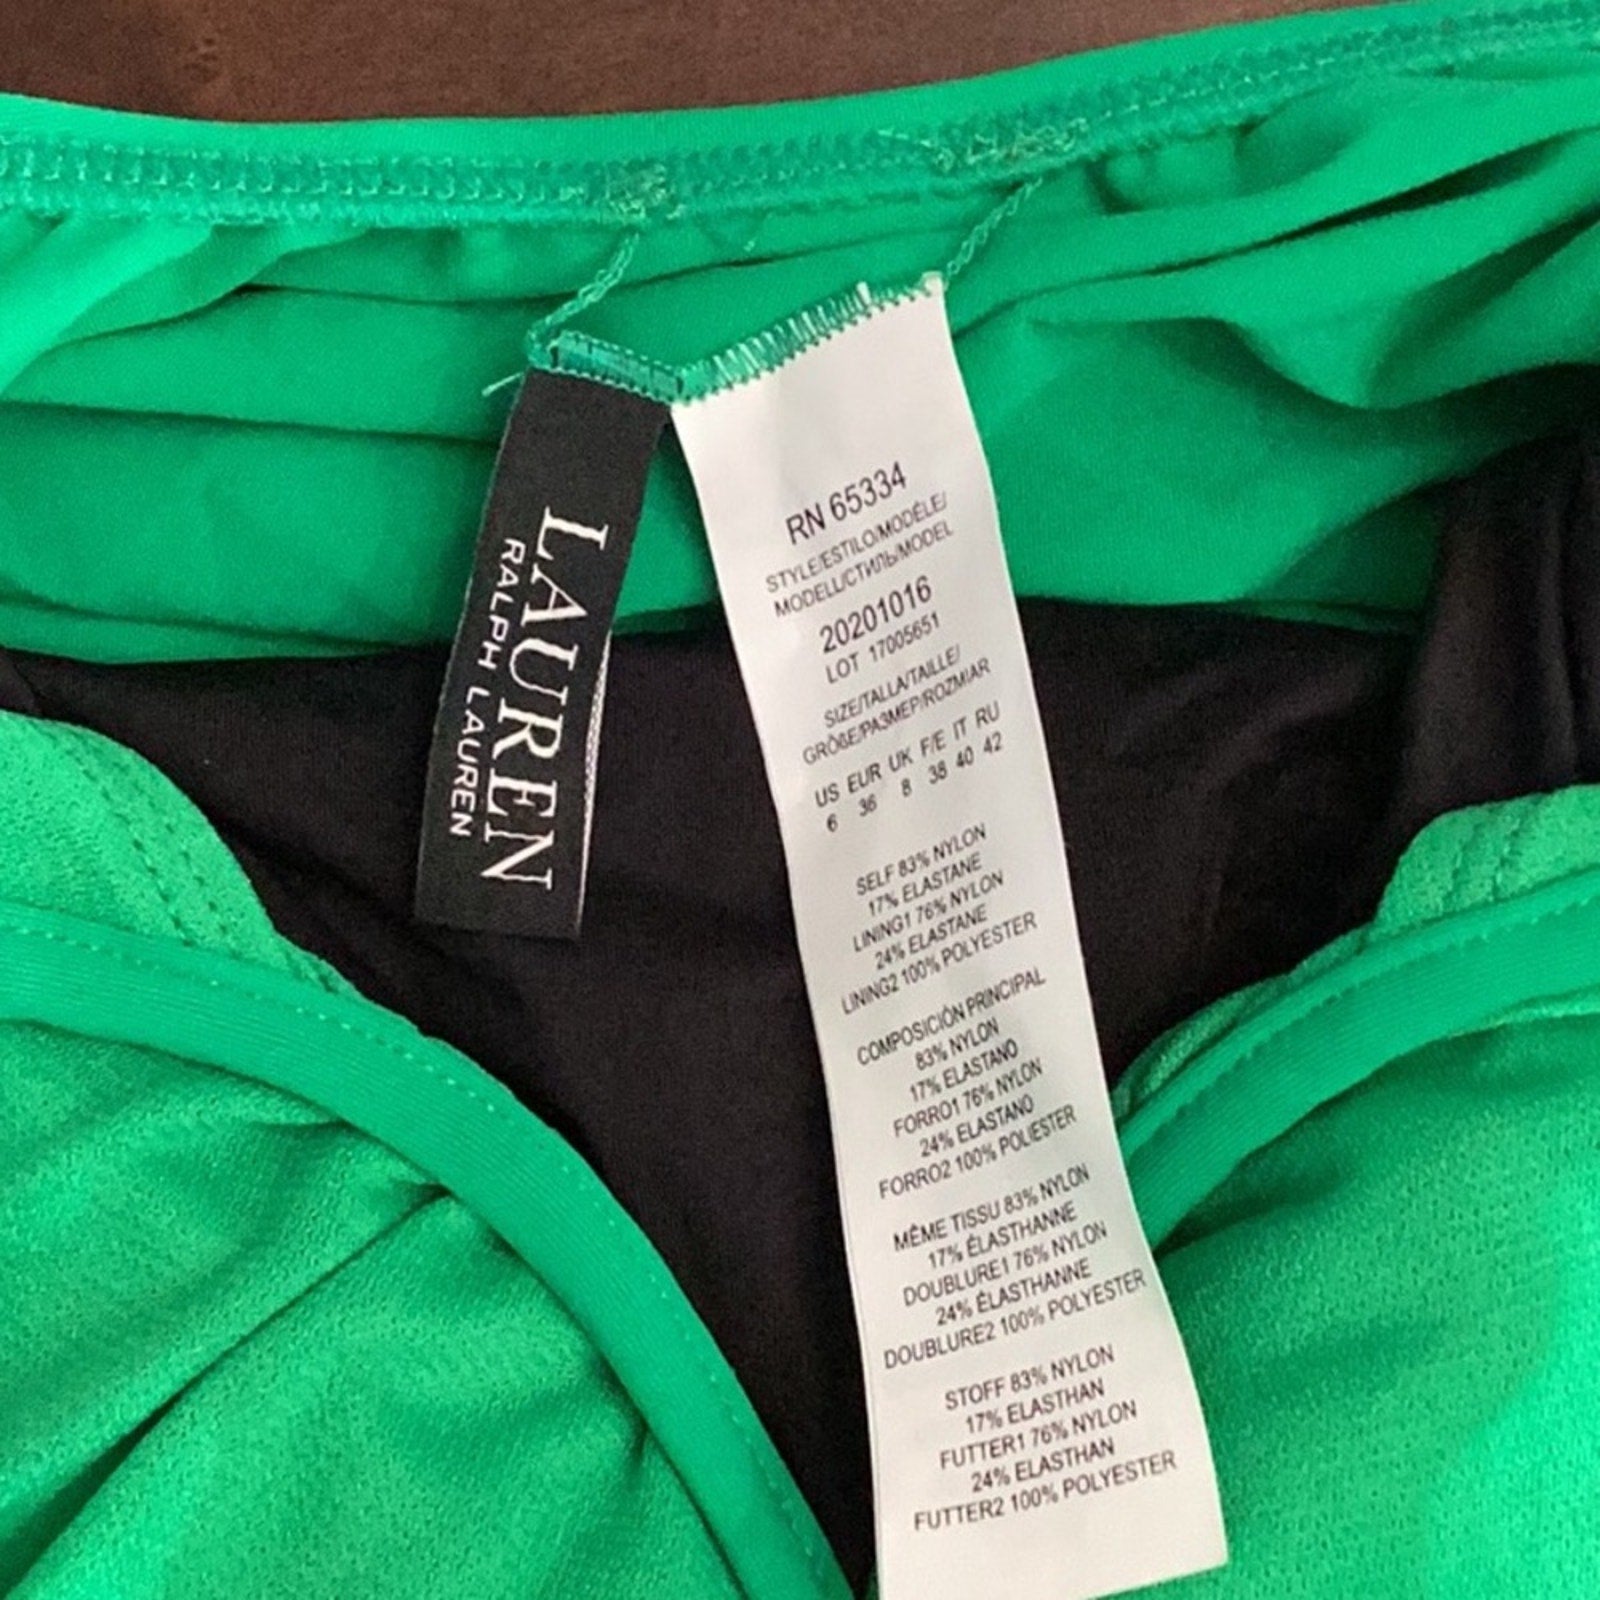 LAUREN
RALPH LAUREN
RN 65334
STYLE/ESTILO/MODÈLE/
MODELL/СТИЛЬ/MODEL
20201016
LOT 17005651
SIZE/TALLA/TAILLE/
GRÖßE/РАЗМЕР/ROZMIAR
US EUR UK F/E IT RU
6 36 8 38 40 42
SELF 83% NYLON
17% ELASTANE
LINING1 76% NYLON
24% ELASTANE
LINING2 100% POLYESTER
COMPOSICIÓN PRINCIPAL
83% NYLON
17% ELASTANO
FORRO1 76% NYLON
24% ELASTANO
FORRO2 100% POLIESTER
MÊME TISSU 83% NYLON
17% ÉLASTHANNE
DOUBLURE1 76% NYLON
24% ÉLASTHANNE
DOUBLURE2 100% POLYESTER
STOFF 83% NYLON
17% ELASTHAN
FUTTER1 76% NYLON
24% ELASTHAN
FUTTER2 100% POLYESTER